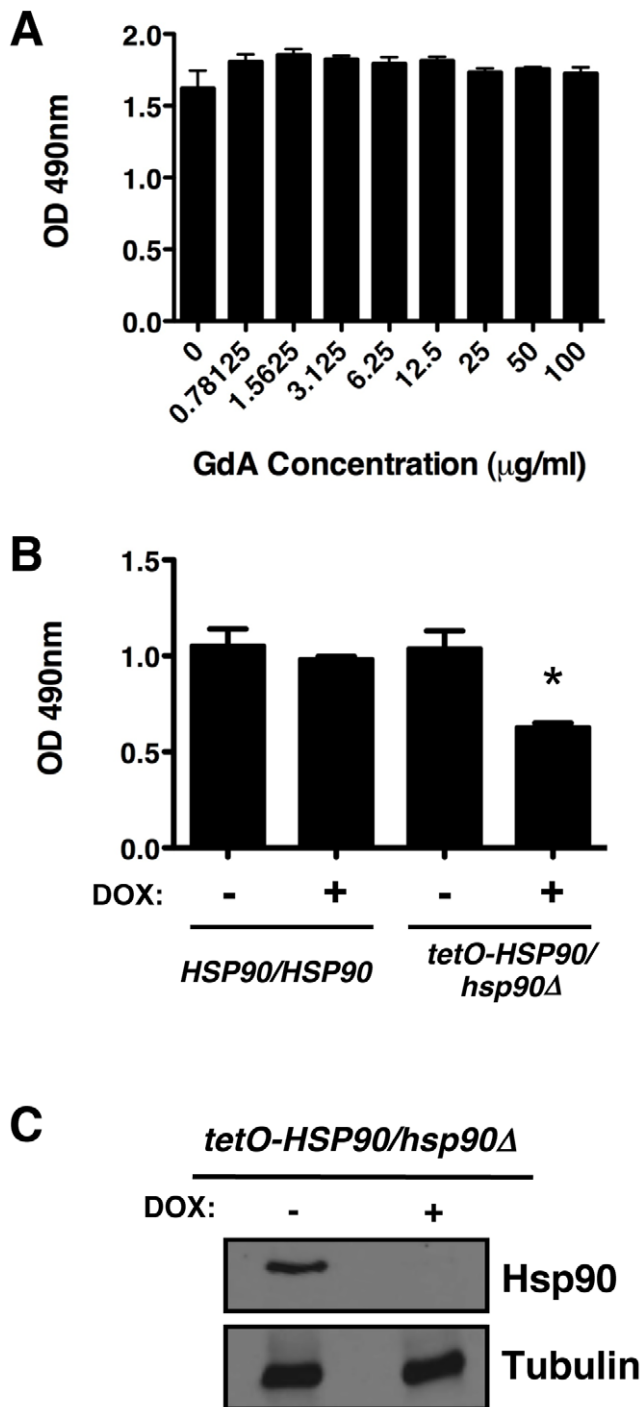 A
2.0
1.5
1.0
0.5
0.0
OD 490nm
0 0.78125 1.5625 3.125 6.25 12.5 25 50 100
GdA Concentration (µg/ml)
B
1.5
1.0
0.5
0.0
OD 490nm
*
DOX: - + - +
HSP90/HSP90
tetO-HSP90/
hsp90Δ
C
tetO-HSP90/hsp90Δ
DOX: - +
Hsp90
Tubulin